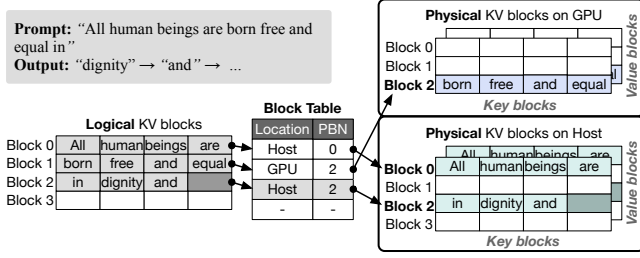 Prompt: “All human beings are born free and
equal in”
Output: “dignity” → “and” → ...
Logical KV blocks
Block 0 All human beings are
Block 1 born free and equal
Block 2 in dignity and
Block 3
Block Table
Location PBN
Host 0
GPU 2
Host 2
- -
Physical KV blocks on GPU
Block 0
Block 1
Block 2 born free and equal
al
Key blocks
Value blocks
Physical KV blocks on Host
All human beings are
Block 0 All human beings are
Block 1
Block 2 in dignity and
Block 3
Key blocks
Value blocks